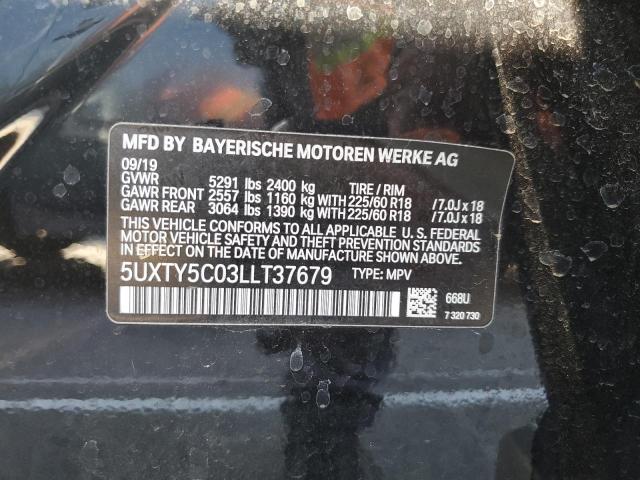 MFD BY BAYERISCHE MOTOREN WERKE AG
09/19
GVWR 5291 lbs 2400 kg TIRE / RIM
GAWR FRONT 2557 lbs 1160 kg WITH 225/60 R18 /7.0J x 18
GAWR REAR 3064 lbs 1390 kg WITH 225/60 R18 /7.0J x 18
THIS VEHICLE CONFORMS TO ALL APPLICABLE U. S. FEDERAL
MOTOR VEHICLE SAFETY AND THEFT PREVENTION STANDARDS
IN EFFECT ON THE DATE OF MANUFACTURE SHOWN ABOVE.
5UXTY5C03LLT37679 TYPE: MPV
668U
7 320 730